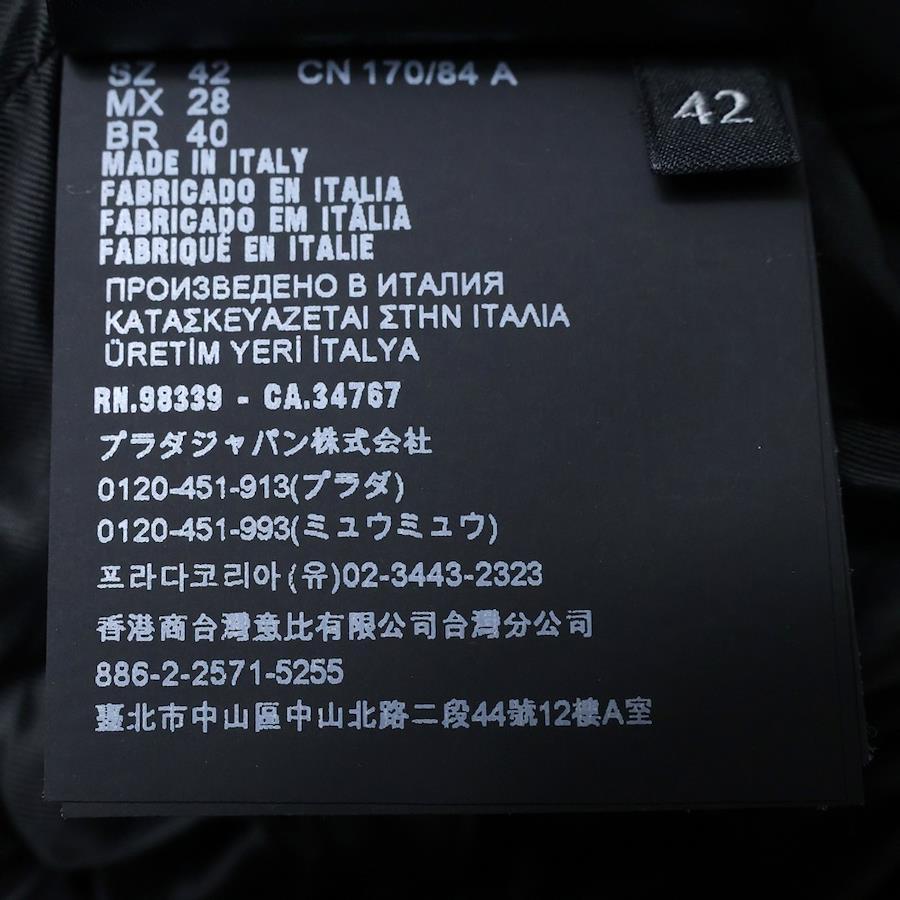 SZ 42 CN 170/84 A
42
MX 28
BR 40
MADE IN ITALY
FABRICADO EN ITALIA
FABRICADO EM ITÁLIA
FABRIQUÉ EN ITALIE
ПРОИЗВЕДЕНО В ИТАЛИЯ
ΚΑΤΑΣΚΕΥΑΖΕΤΑΙ ΣΤΗΝ ΙΤΑΛΙΑ
ÜRETİM YERİ İTALYA
RN.98339 - CA.34767
プラダジャパン株式会社
0120-451-913(プラダ)
0120-451-993(ミュウミュウ)
프라다코리아(유)02-3443-2323
香港商台灣意比有限公司台灣分公司
886-2-2571-5255
臺北市中山區中山北路二段44號12樓A室